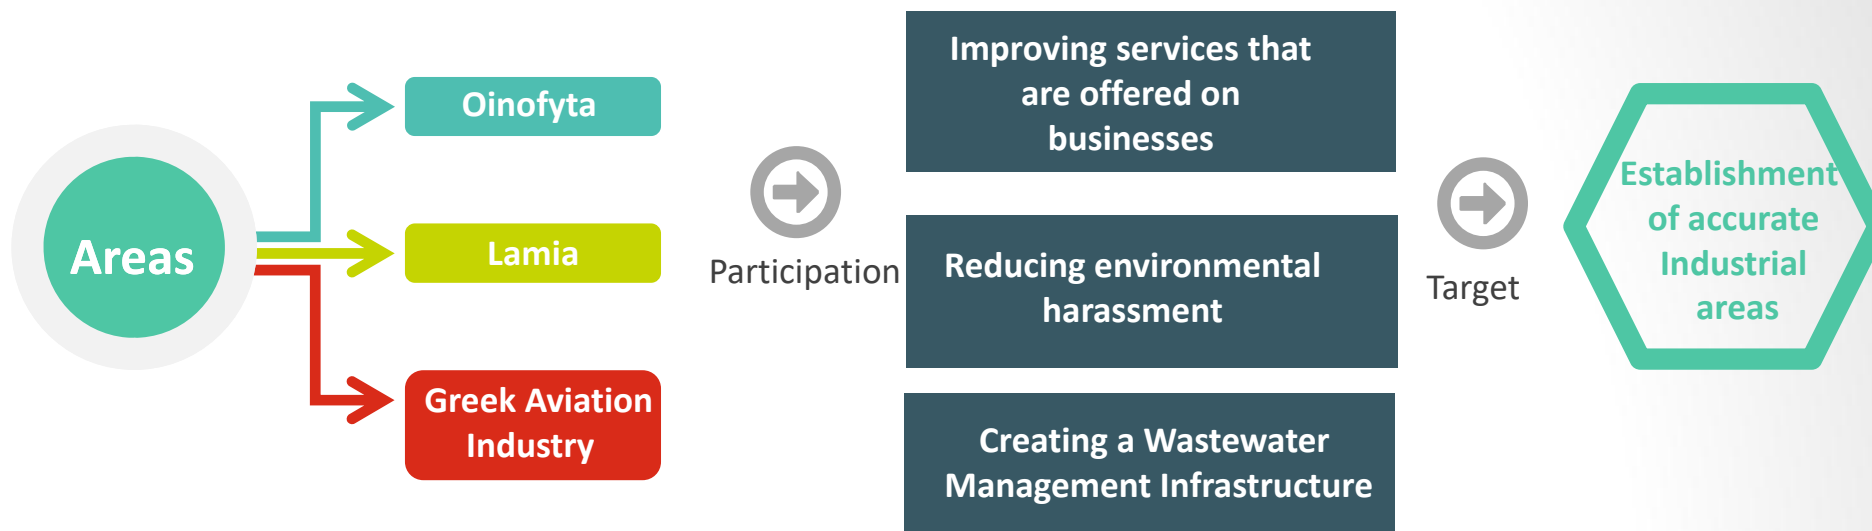 Areas
Oinofyta
Lamia
Greek Aviation
Industry
Participation
Improving services that
are offered on
businesses
Reducing environmental
harassment
Creating a Wastewater
Management Infrastructure
Target
Establishment
of accurate
Industrial
areas